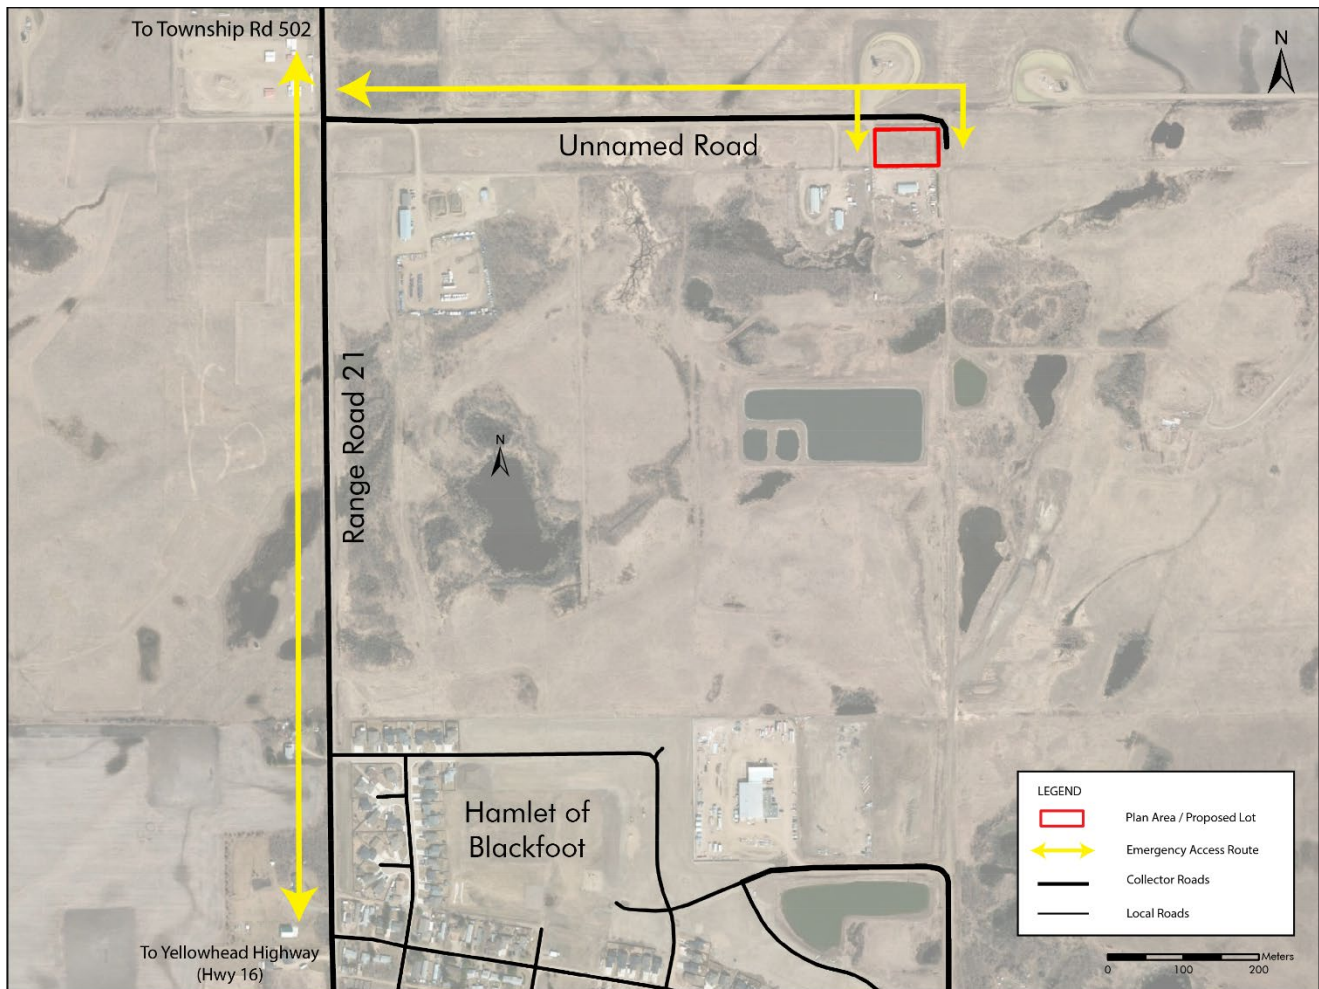 To Township Rd 502
N
Unnamed Road
Range Road 21
N
Hamlet of
Blackfoot
To Yellowhead Highway
(Hwy 16)
LEGEND
Plan Area / Proposed Lot
Emergency Access Route
Collector Roads
Local Roads
Meters
0 100 200